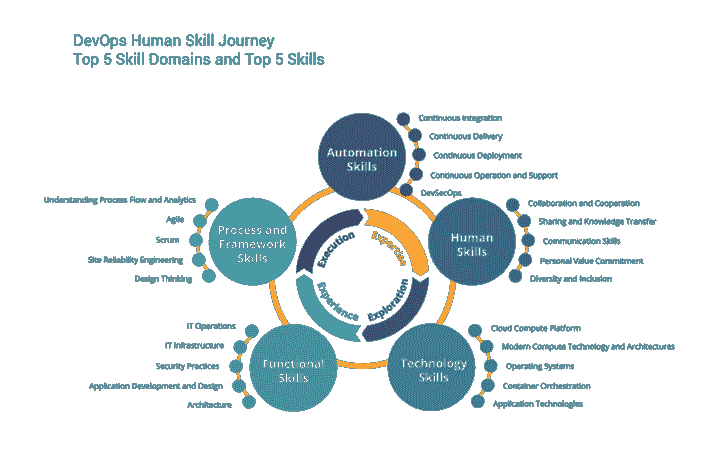 DevOps Human Skill Journey
Top 5 Skill Domains and Top 5 Skills
Automation
Skills
Continuous Integration
Continuous Delivery
Continuous Deployment
Continuous Operation and Support
DevSecOps
Human
Skills
Collaboration and Cooperation
Sharing and Knowledge Transfer
Communication Skills
Personal Value Commitment
Diversity and Inclusion
Technology
Skills
Cloud Compute Platform
Modern Compute Technology and Architectures
Operating Systems
Container Orchestration
Application Technologies
Functional
Skills
IT Operations
IT Infrastructure
Security Practices
Application Development and Design
Architecture
Process and
Framework
Skills
Understanding Process Flow and Analytics
Agile
Scrum
Site Reliability Engineering
Design Thinking
Execution
Expertise
Exploration
Experience